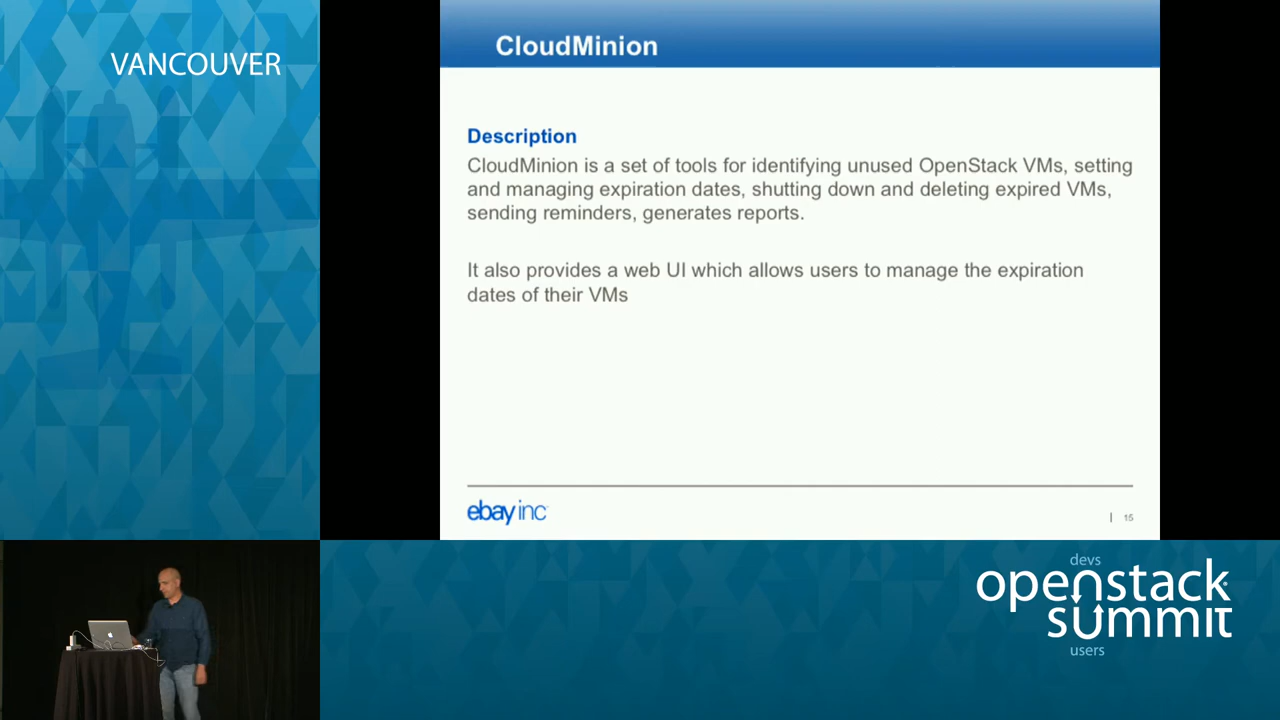 VANCOUVER
CloudMinion
Description
CloudMinion is a set of tools for identifying unused OpenStack VMs, setting
and managing expiration dates, shutting down and deleting expired VMs,
sending reminders, generates reports.
It also provides a web UI which allows users to manage the expiration
dates of their VMs
ebay inc
| 15
devs
openstack
summit
users